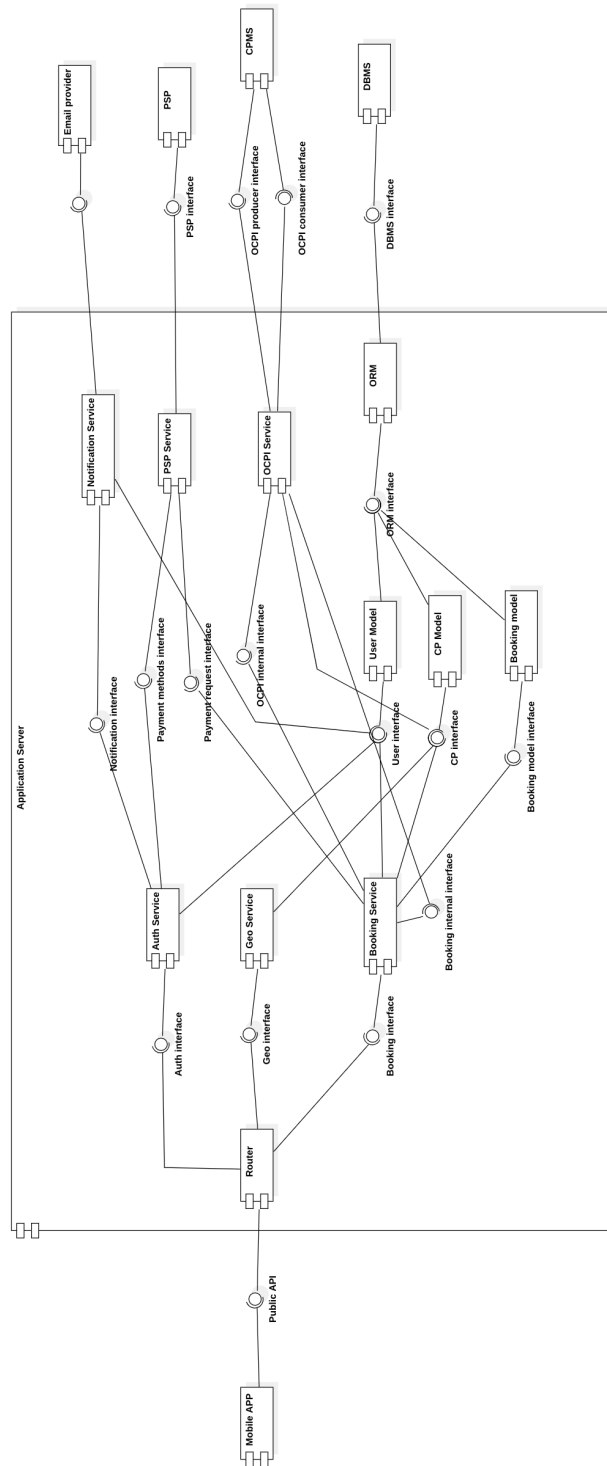 Mobile APP
Public API
Application Server
Router
Auth interface
Geo interface
Booking interface
Auth Service
Geo Service
Booking Service
Booking internal interface
Notification interface
Payment methods interface
Payment request interface
OCPI internal interface
User interface
CP interface
Booking model interface
User Model
CP Model
Booking model
Notification Service
PSP Service
OCPI Service
ORM interface
ORM
PSP interface
OCPI producer interface
OCPI consumer interface
DBMS interface
Email provider
PSP
CPMS
DBMS